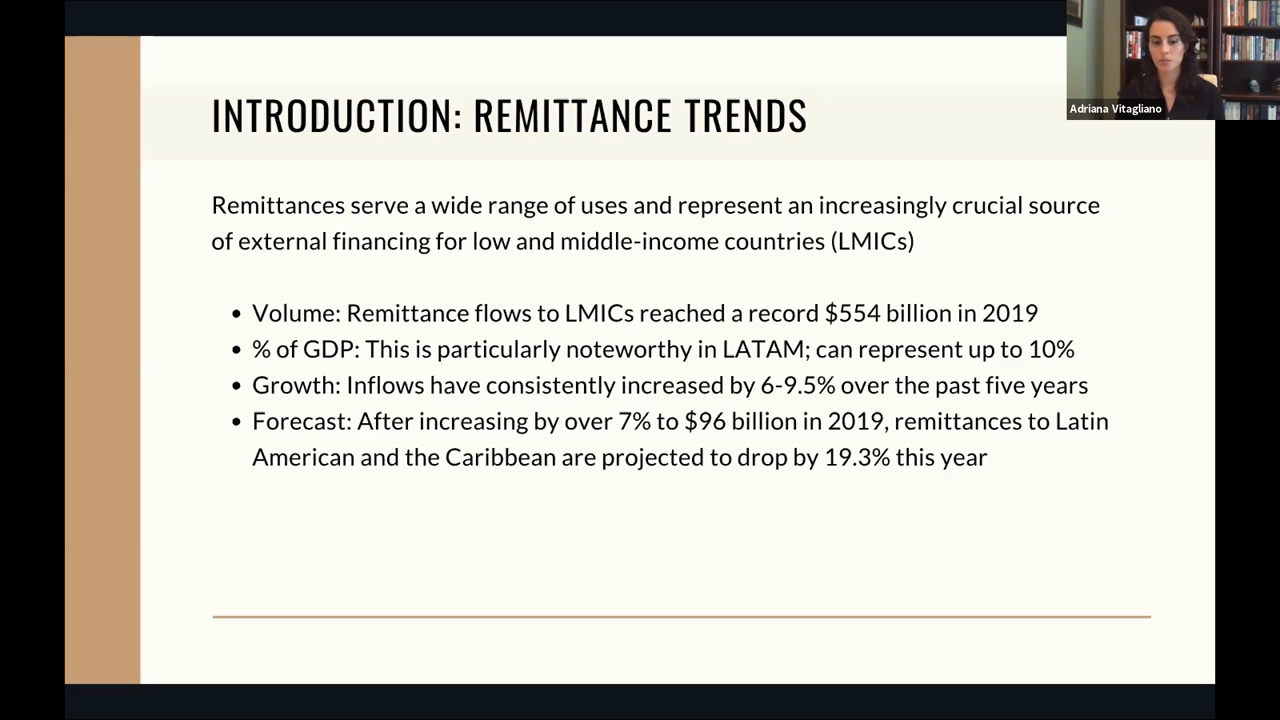 INTRODUCTION: REMITTANCE TRENDS
Adriana Vitagliano
Remittances serve a wide range of uses and represent an increasingly crucial source
of external financing for low and middle-income countries (LMICs)
• Volume: Remittance flows to LMICs reached a record $554 billion in 2019
• % of GDP: This is particularly noteworthy in LATAM; can represent up to 10%
• Growth: Inflows have consistently increased by 6-9.5% over the past five years
• Forecast: After increasing by over 7% to $96 billion in 2019, remittances to Latin
American and the Caribbean are projected to drop by 19.3% this year